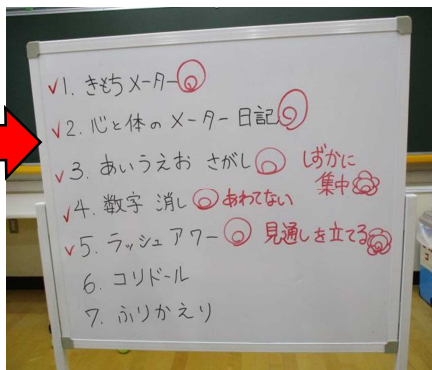 1. きもちメーター
2. 心と体のメーター日記
3. あいうえおさがし しずかに
集中
4. 数字消し あわてない
5. ラッシュアワー 見通しを立てる
6. コリドール
7. ふりかえり